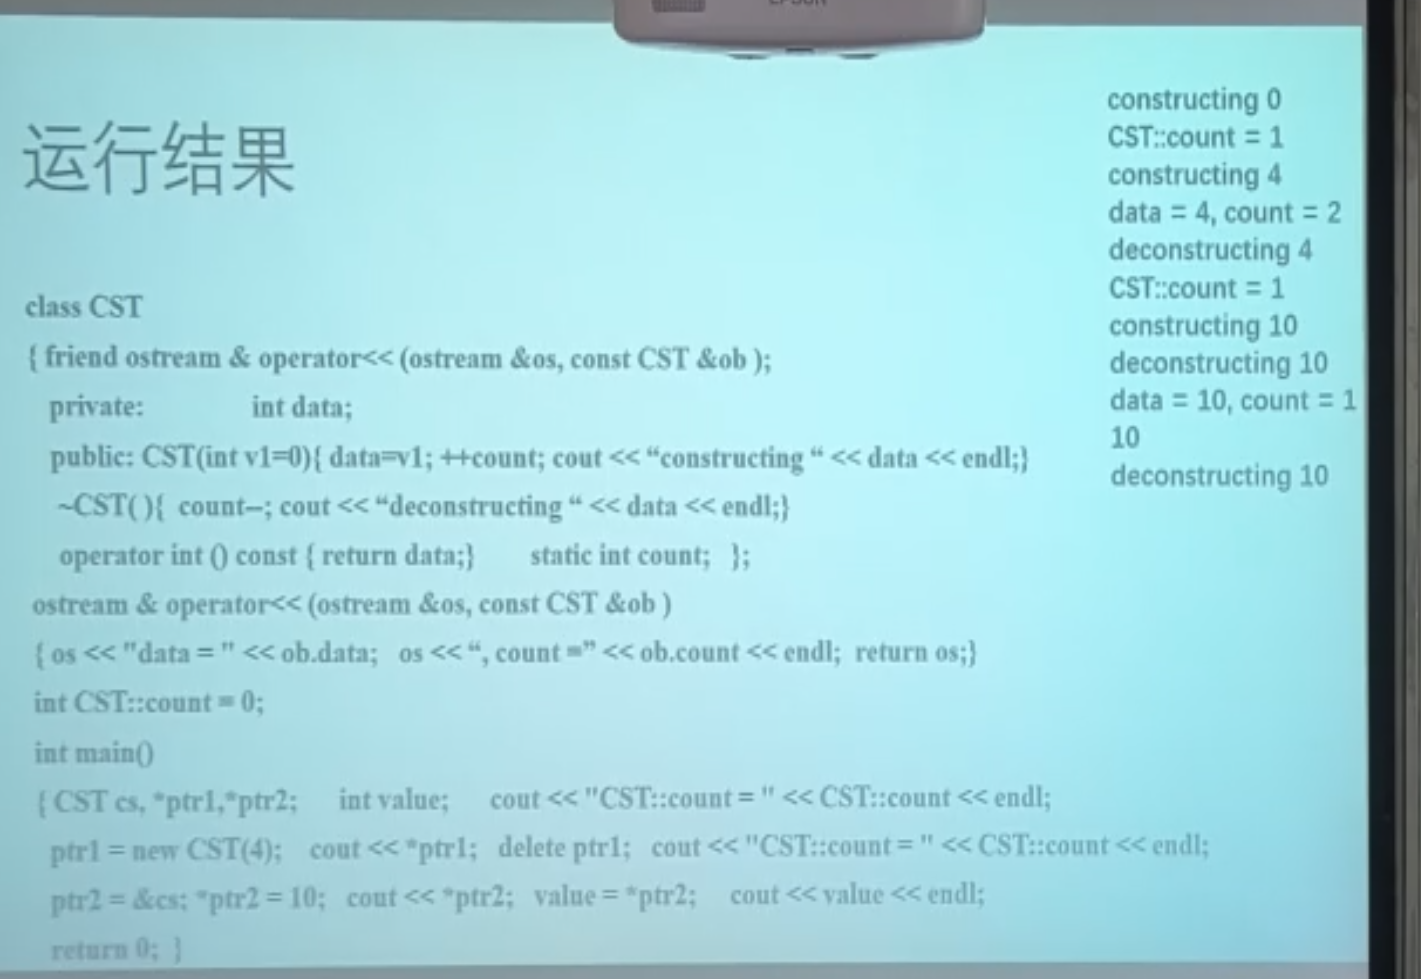 运行结果
class CST
{ friend ostream & operator<< (ostream &os, const CST &ob );
private: int data;
public: CST(int v1=0){ data=v1; ++count; cout << “constructing “ << data << endl;}
~CST( ){ count–; cout << “deconstructing “ << data << endl;}
operator int () const { return data;} static int count; };
ostream & operator<< (ostream &os, const CST &ob )
{ os << "data = " << ob.data; os << “, count =” << ob.count << endl; return os;}
int CST::count = 0;
int main()
{ CST cs, *ptr1,*ptr2; int value; cout << "CST::count = " << CST::count << endl;
ptr1 = new CST(4); cout << *ptr1; delete ptr1; cout << "CST::count = " << CST::count << endl;
ptr2 = &cs; *ptr2 = 10; cout << *ptr2; value = *ptr2; cout << value << endl;
return 0; }
constructing 0
CST::count = 1
constructing 4
data = 4, count = 2
deconstructing 4
CST::count = 1
constructing 10
deconstructing 10
data = 10, count = 1
10
deconstructing 10